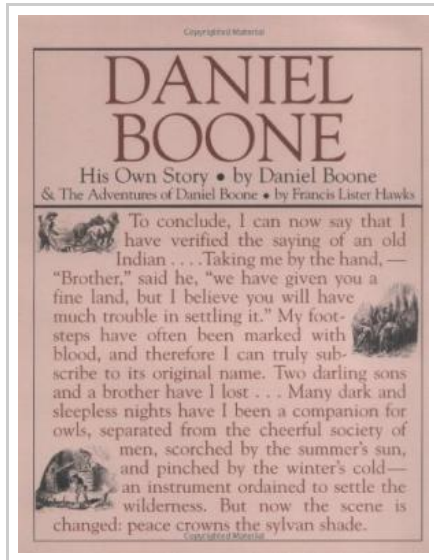 Copyrighted Material
DANIEL
BOONE
His Own Story • by Daniel Boone
& The Adventures of Daniel Boone • by Francis Lister Hawks
To conclude, I can now say that I
have verified the saying of an old
Indian . . . . Taking me by the hand, —
“Brother,” said he, “we have given you a
fine land, but I believe you will have
much trouble in settling it.” My foot-
steps have often been marked with
blood, and therefore I can truly sub-
scribe to its original name. Two darling sons
and a brother have I lost . . . Many dark and
sleepless nights have I been a companion for
owls, separated from the cheerful society of
men, scorched by the summer’s sun,
and pinched by the winter’s cold—
an instrument ordained to settle the
wilderness. But now the scene is
changed: peace crowns the sylvan shade.
Copyrighted Material